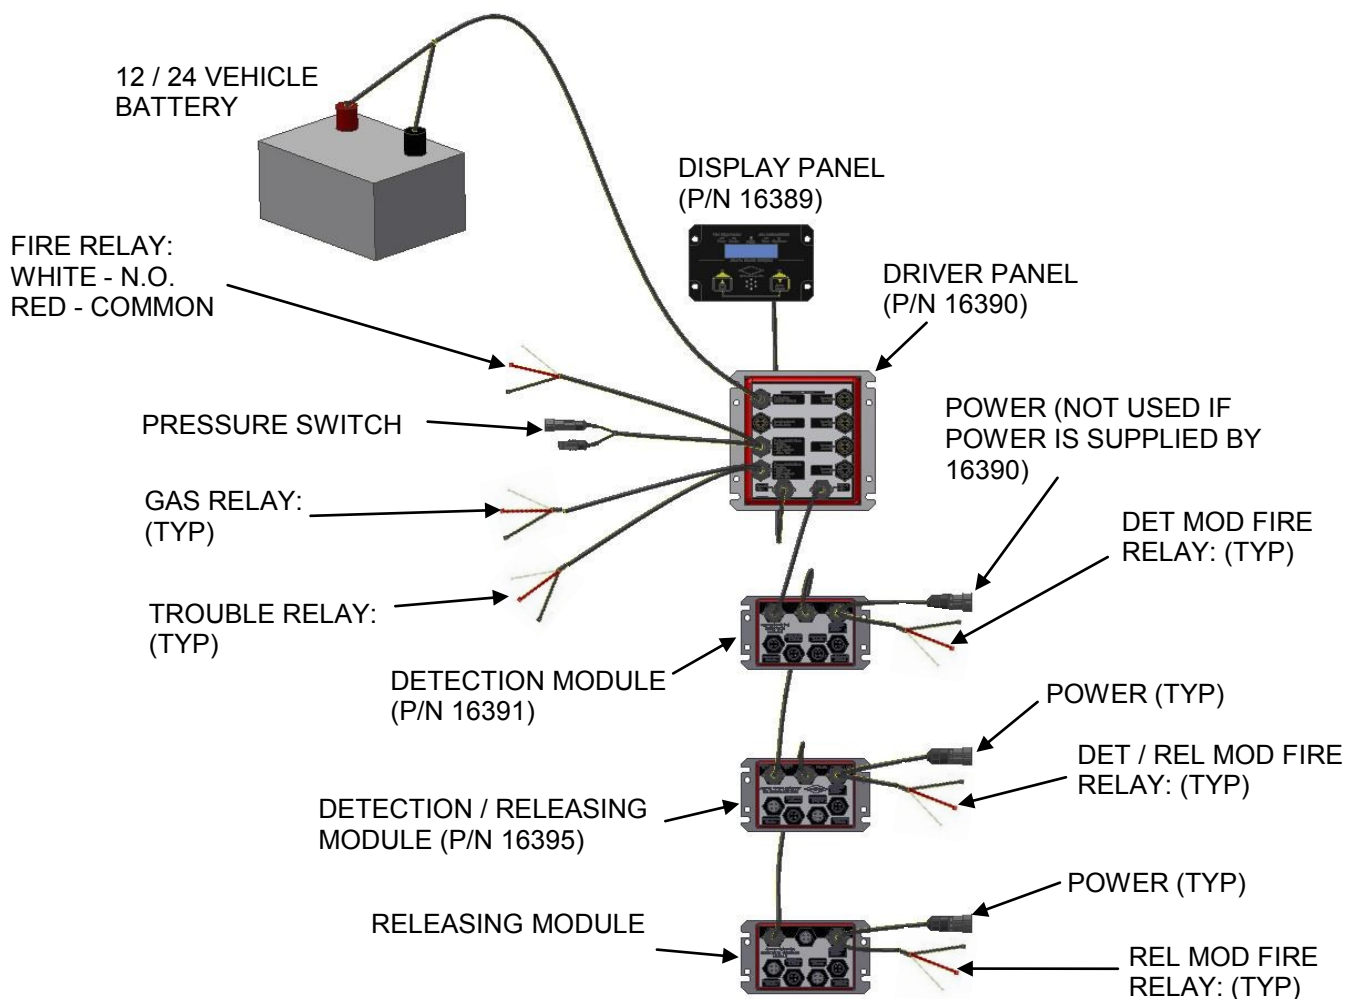 12 / 24 VEHICLE
BATTERY
DISPLAY PANEL
(P/N 16389)
FIRE RELAY:
WHITE - N.O.
RED - COMMON
DRIVER PANEL
(P/N 16390)
PRESSURE SWITCH
POWER (NOT USED IF
POWER IS SUPPLIED BY
16390)
GAS RELAY:
(TYP)
DET MOD FIRE
RELAY: (TYP)
TROUBLE RELAY:
(TYP)
DETECTION MODULE
(P/N 16391)
POWER (TYP)
DET / REL MOD FIRE
RELAY: (TYP)
DETECTION / RELEASING
MODULE (P/N 16395)
POWER (TYP)
RELEASING MODULE
REL MOD FIRE
RELAY: (TYP)